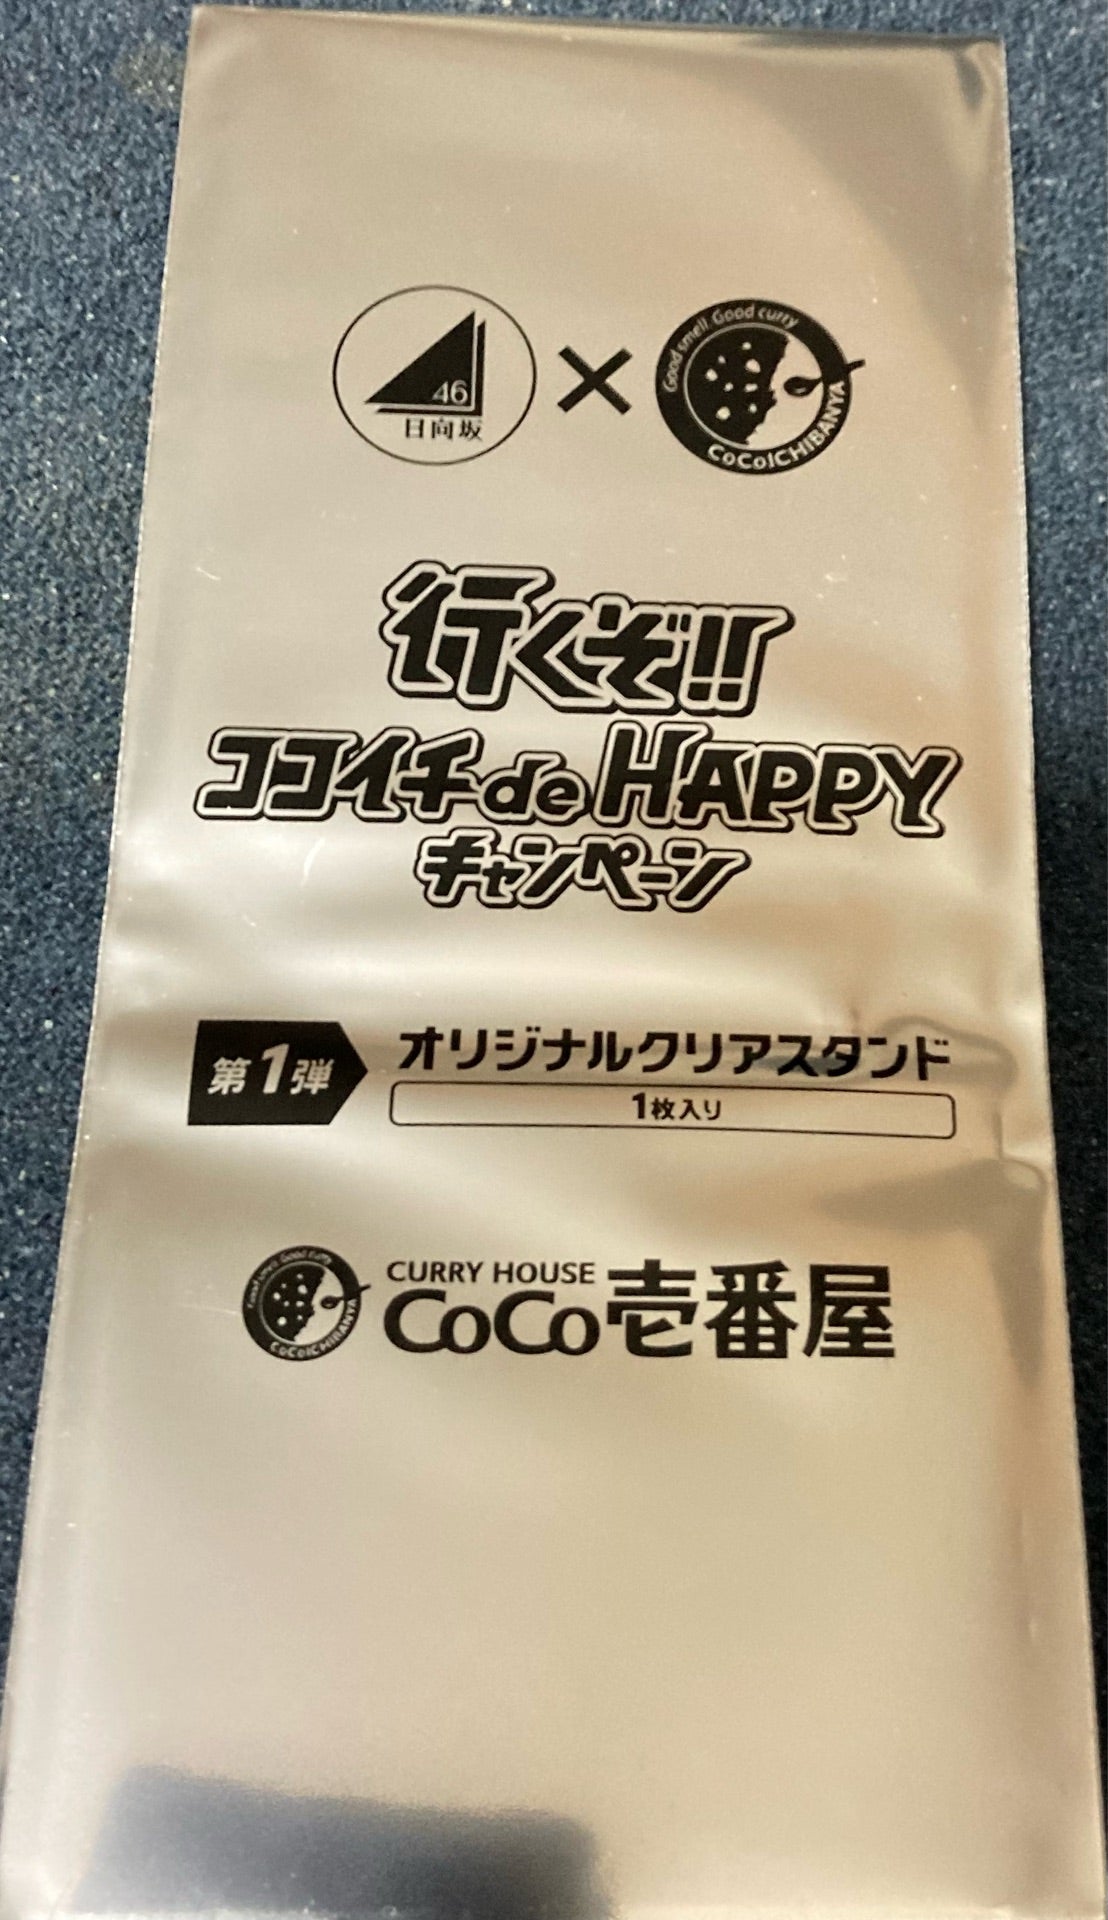 46
日向坂
×
Good smell Good curry
CoCoICHIBANYA
行くぞ!!
ココイチ de HAPPY
キャンペーン
第1弾
オリジナルクリアスタンド
1枚入り
Good smell Good curry
CoCoICHIBANYA
CURRY HOUSE
CoCo壱番屋